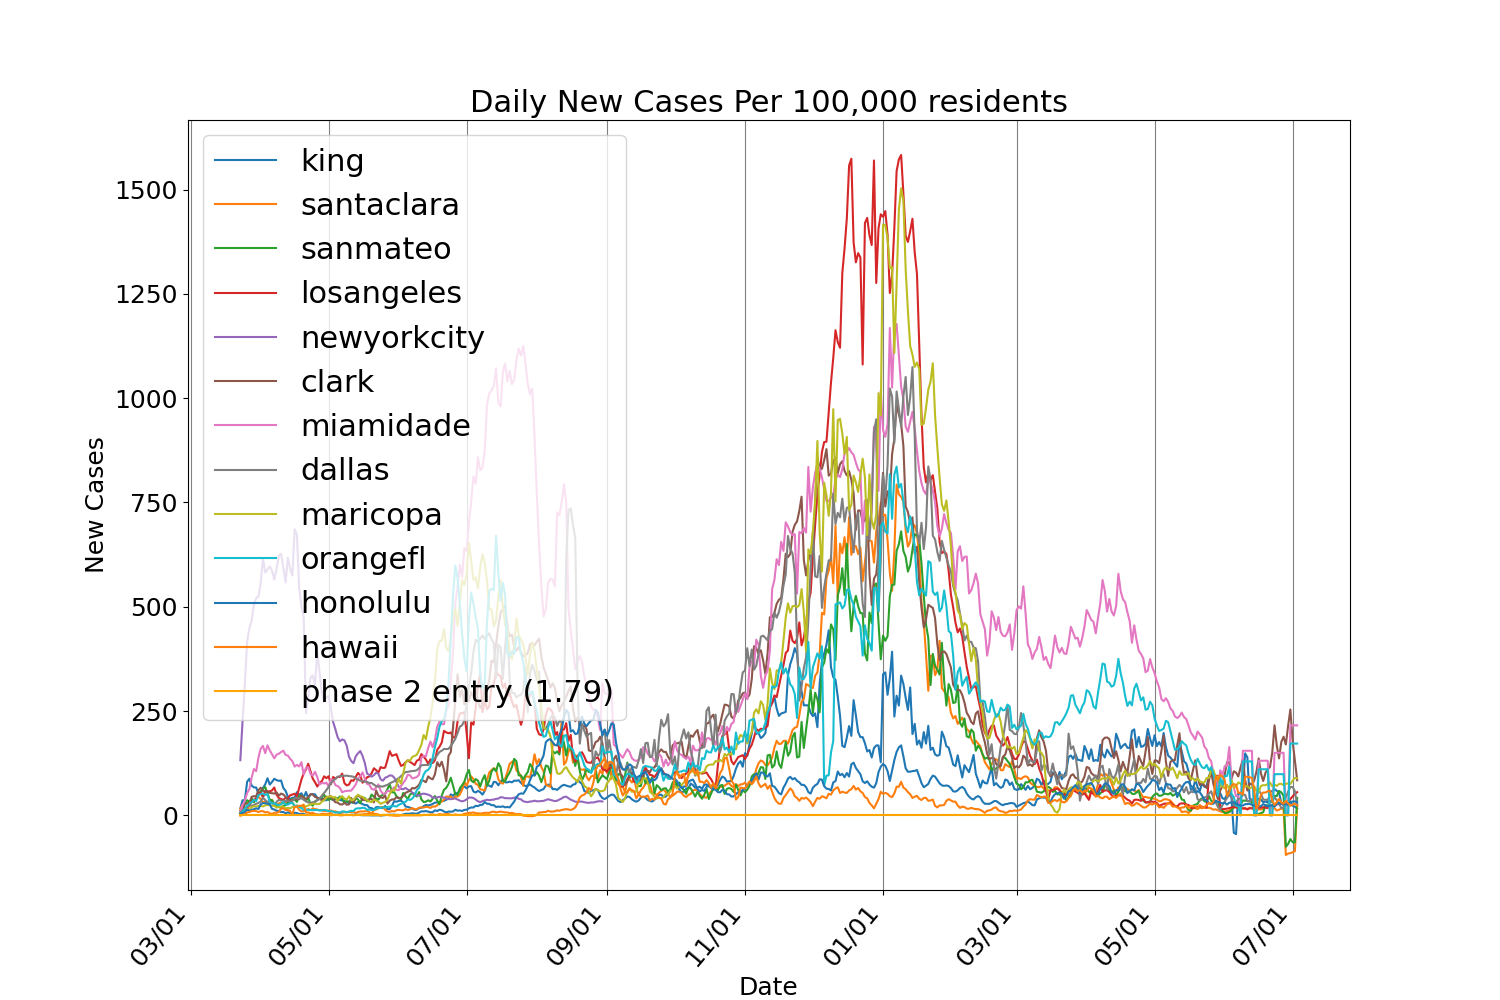 Daily New Cases Per 100,000 residents
king
santaclara
sanmateo
losangeles
newyorkcity
clark
miamidade
dallas
maricopa
orangefl
honolulu
hawaii
phase 2 entry (1.79)
New Cases
1500
1250
1000
750
500
250
0
03/01
05/01
07/01
09/01
11/01
01/01
03/01
05/01
07/01
Date